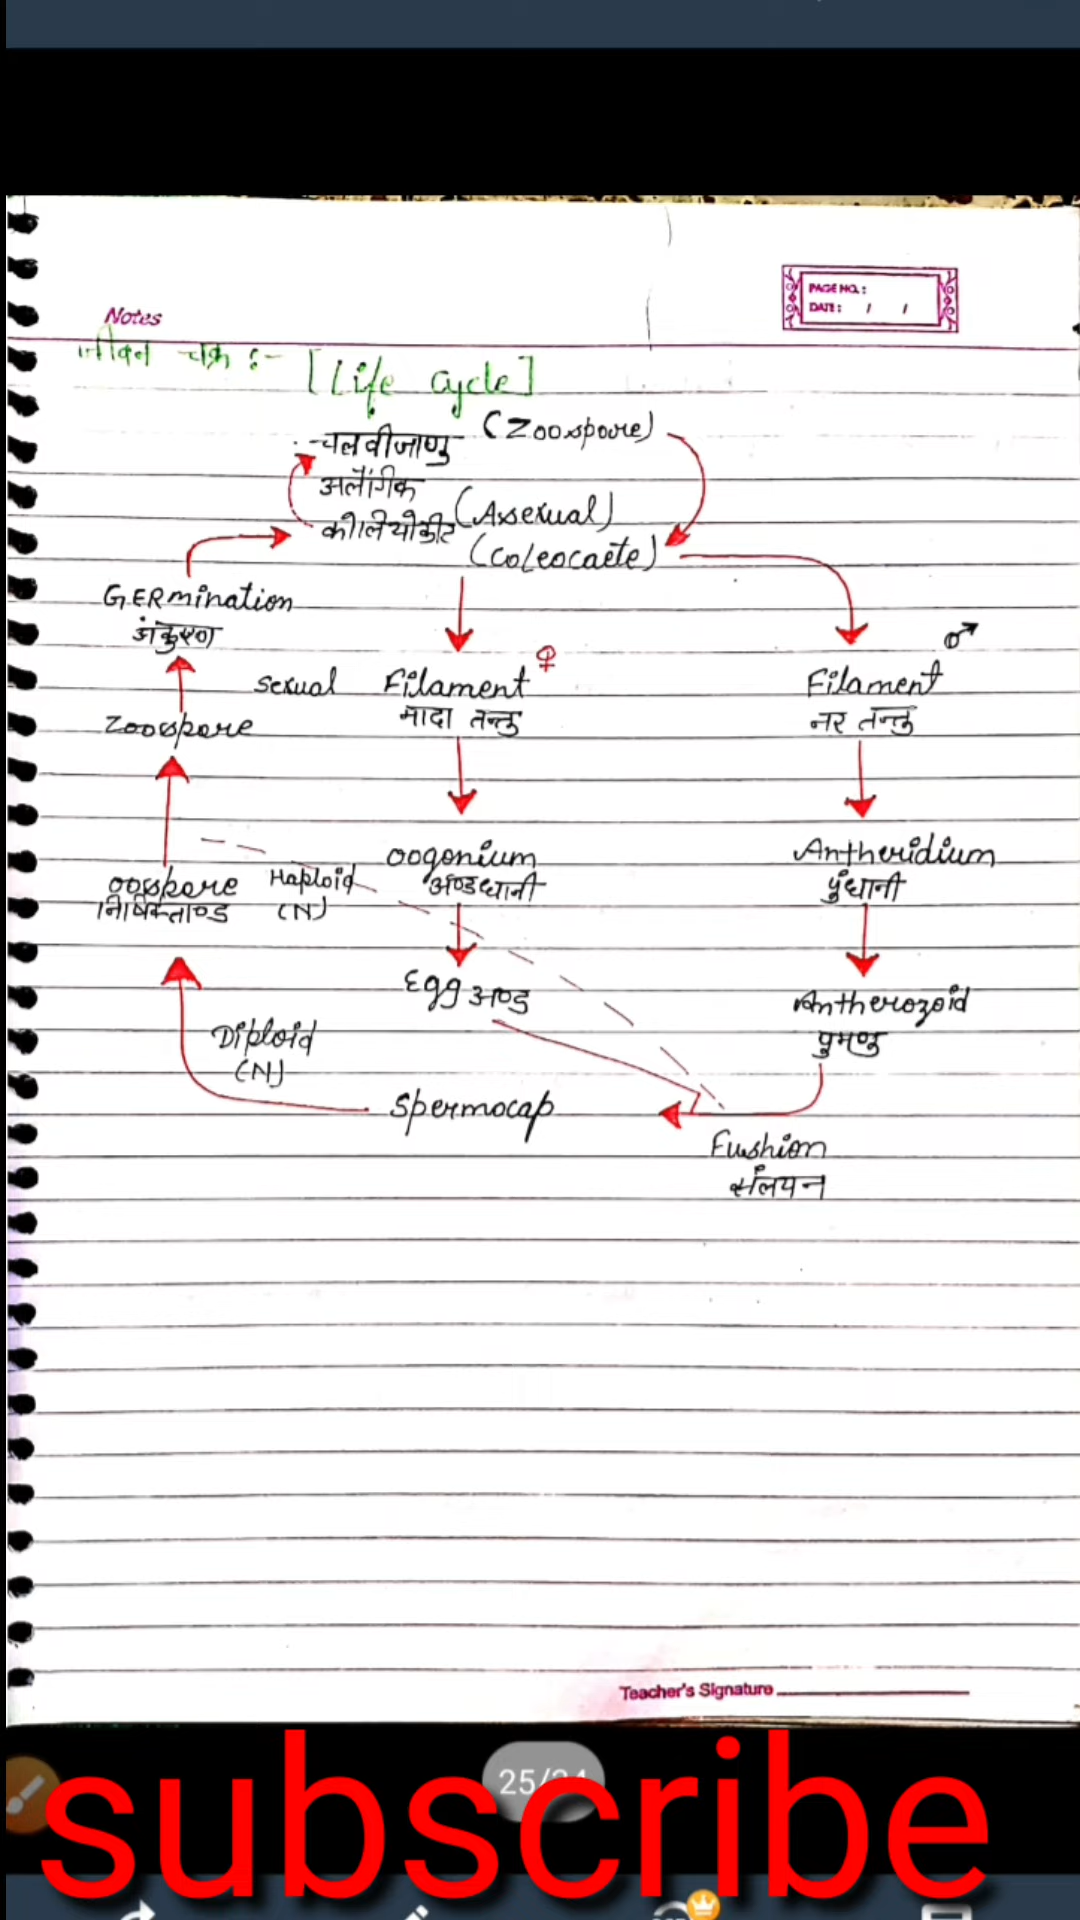 Notes
PAGE NO.:
DATE: / /
जीवन चक्र :- [Life Cycle]
चलबीजाणु (Zoospore)
अलैंगिक (Asexual)
कोलियोकीट (Coleocaete)
GERmination
अंकुरण
♀ ♂
Sexual Filament Filament
मादा तन्तु नर तन्तु
Zoospore
oogonium Antheridium
अण्डधानी पुंधानी
oospore Haploid
निषिक्ताण्ड (N)
Egg अण्ड Antherozoid
पुमणु
Diploid
(N)
Spermocap
Fushion
संलयन
Teacher's Signature
25/34
subscribe